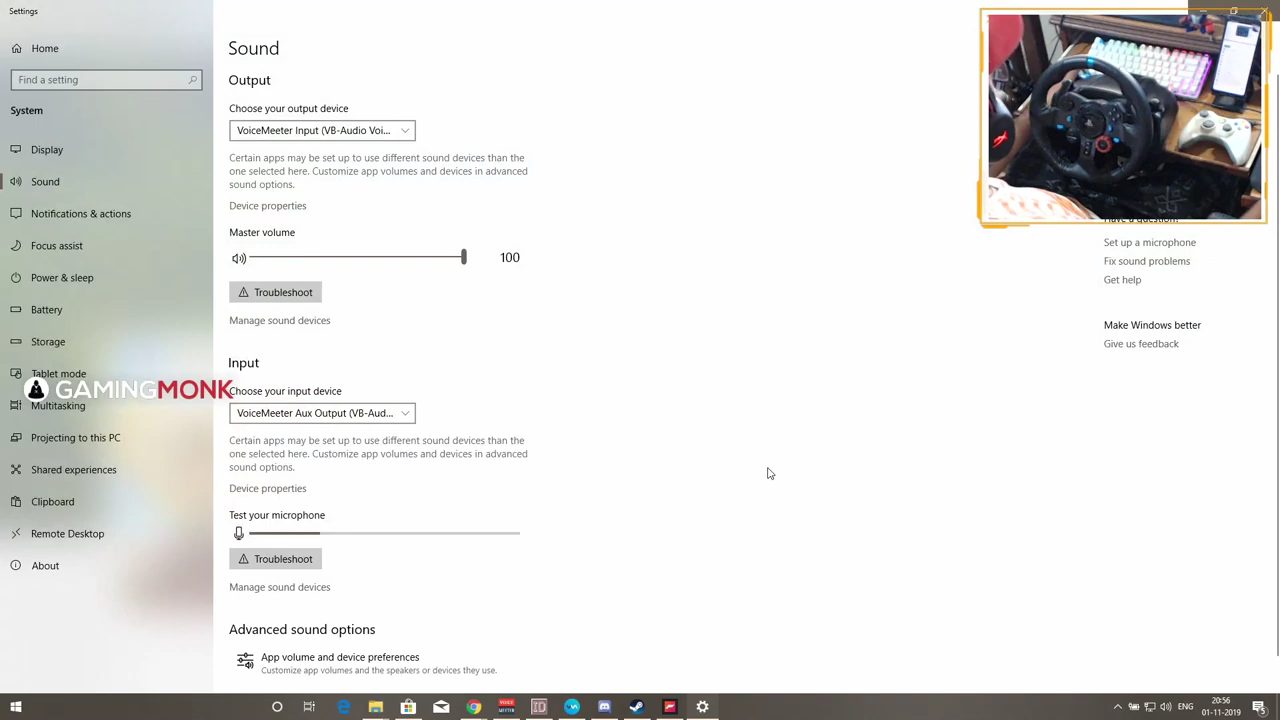 Settings
Home
Find a setting
System
Display
Sound
Notifications & actions
Focus assist
Power & sleep
Battery
Storage
Tablet mode
GAMINGMONK
Multitasking
Projecting to this PC
Shared experiences
Clipboard
Remote Desktop
About
Sound
Output
Choose your output device
VoiceMeeter Input (VB-Audio Voi...
Certain apps may be set up to use different sound devices than the
one selected here. Customize app volumes and devices in advanced
sound options.
Device properties
Master volume
100
Troubleshoot
Manage sound devices
Input
Choose your input device
VoiceMeeter Aux Output (VB-Aud...
Certain apps may be set up to use different sound devices than the
one selected here. Customize app volumes and devices in advanced
sound options.
Device properties
Test your microphone
Troubleshoot
Manage sound devices
Advanced sound options
App volume and device preferences
Customize app volumes and the speakers or devices they use.
Have a question?
Set up a microphone
Fix sound problems
Get help
Make Windows better
Give us feedback
VOICE
MEETER
ENG
20:56
01-11-2019
5